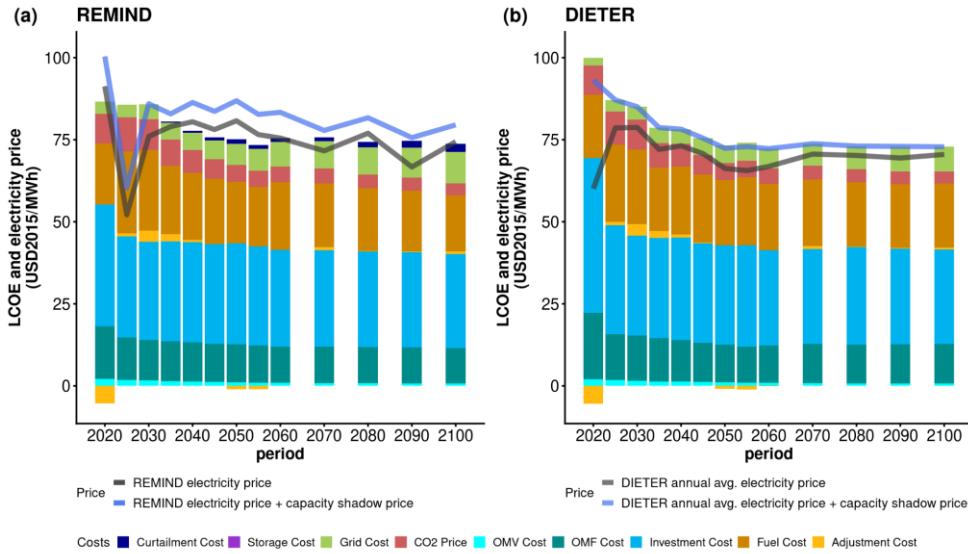 (a) REMIND
LCOE and electricity price
(USD2015/MWh)
100
75
50
25
0
2020 2030 2040 2050 2060 2070 2080 2090 2100
period
Price
REMIND electricity price
REMIND electricity price + capacity shadow price
(b) DIETER
LCOE and electricity price
(USD2015/MWh)
100
75
50
25
0
2020 2030 2040 2050 2060 2070 2080 2090 2100
period
Price
DIETER annual avg. electricity price
DIETER annual avg. electricity price + capacity shadow price
Costs Curtailment Cost Storage Cost Grid Cost CO2 Price OMV Cost OMF Cost Investment Cost Fuel Cost Adjustment Cost